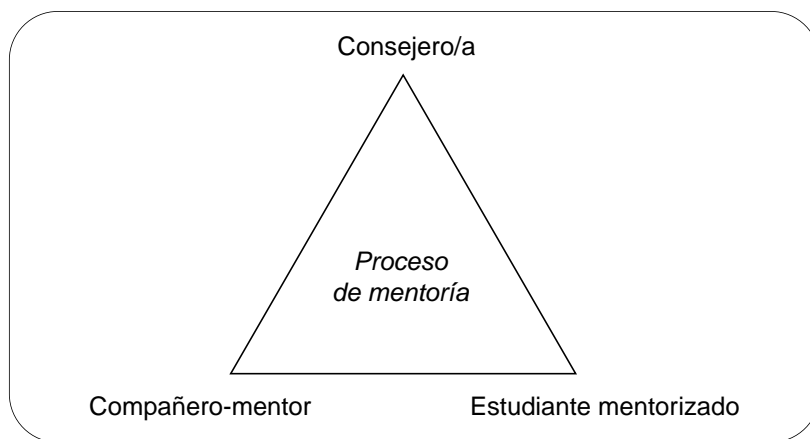 Consejero/a
Proceso
de mentoría
Compañero-mentor
Estudiante mentorizado